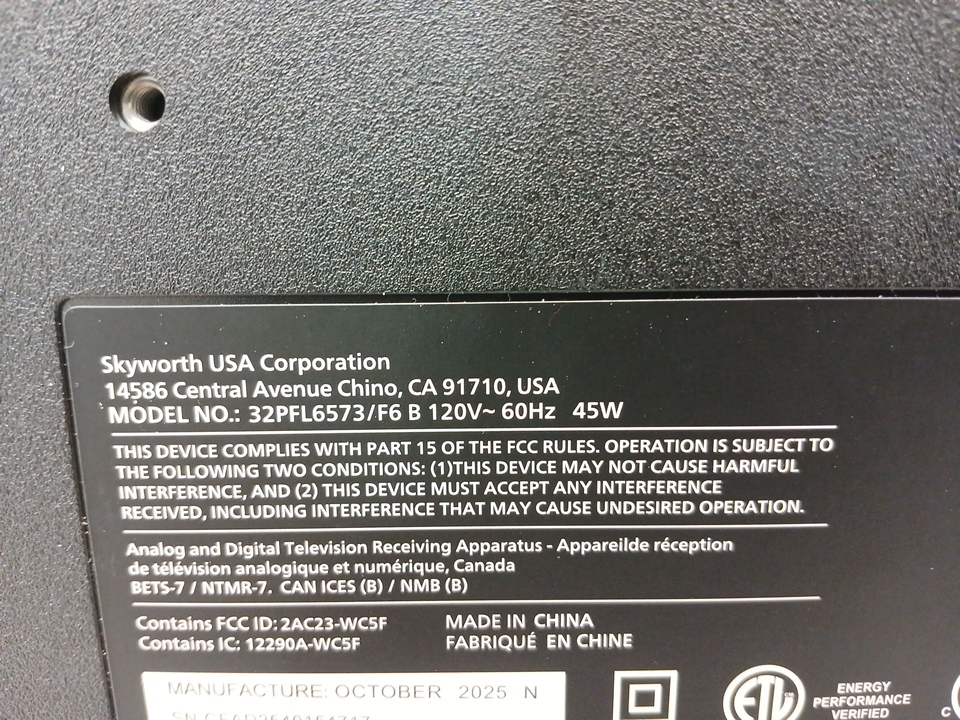 Skyworth USA Corporation
14586 Central Avenue Chino, CA 91710, USA
MODEL NO.: 32PFL6573/F6 B 120V~ 60Hz 45W
THIS DEVICE COMPLIES WITH PART 15 OF THE FCC RULES. OPERATION IS SUBJECT TO
THE FOLLOWING TWO CONDITIONS: (1)THIS DEVICE MAY NOT CAUSE HARMFUL
INTERFERENCE, AND (2) THIS DEVICE MUST ACCEPT ANY INTERFERENCE
RECEIVED, INCLUDING INTERFERENCE THAT MAY CAUSE UNDESIRED OPERATION.
Analog and Digital Television Receiving Apparatus - Appareilde réception
de télévision analogique et numérique, Canada
BETS-7 / NTMR-7. CAN ICES (B) / NMB (B)
Contains FCC ID: 2AC23-WC5F
Contains IC: 12290A-WC5F
MADE IN CHINA
FABRIQUÉ EN CHINE
MANUFACTURE: OCTOBER 2025 N
SN
ETL
CM
ENERGY
PERFORMANCE
VERIFIED
C